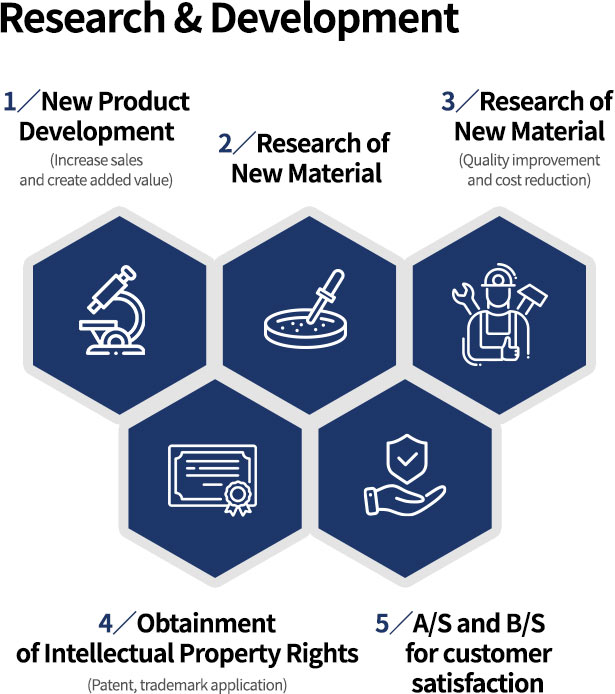 Research & Development
1／New Product
Development
(Increase sales
and create added value)
2／Research of
New Material
3／Research of
New Material
(Quality improvement
and cost reduction)
4／Obtainment
of Intellectual Property Rights
(Patent, trademark application)
5／A/S and B/S
for customer
satisfaction